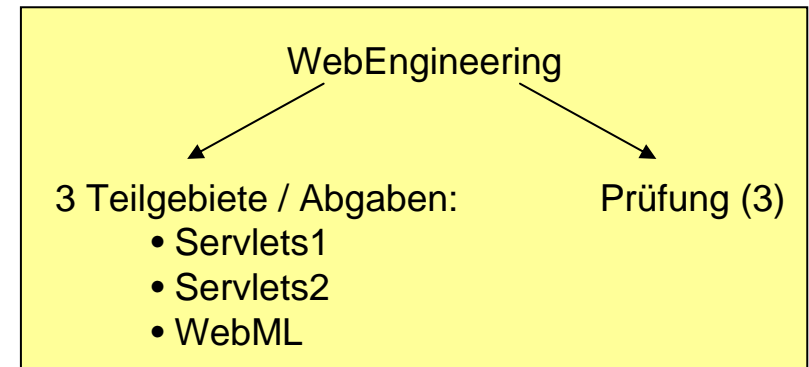 WebEngineering
3 Teilgebiete / Abgaben:
• Servlets1
• Servlets2
• WebML
Prüfung (3)